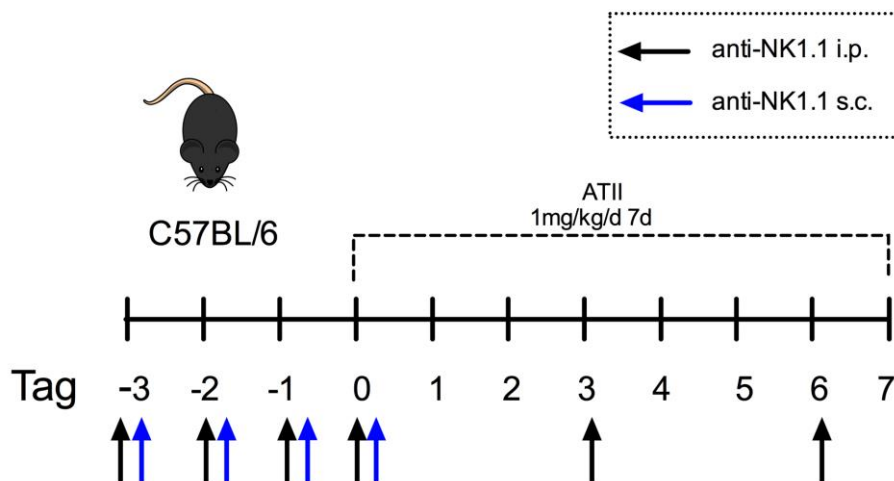 anti-NK1.1 i.p.
anti-NK1.1 s.c.
ATII
1mg/kg/d 7d
C57BL/6
Tag -3 -2 -1 0 1 2 3 4 5 6 7